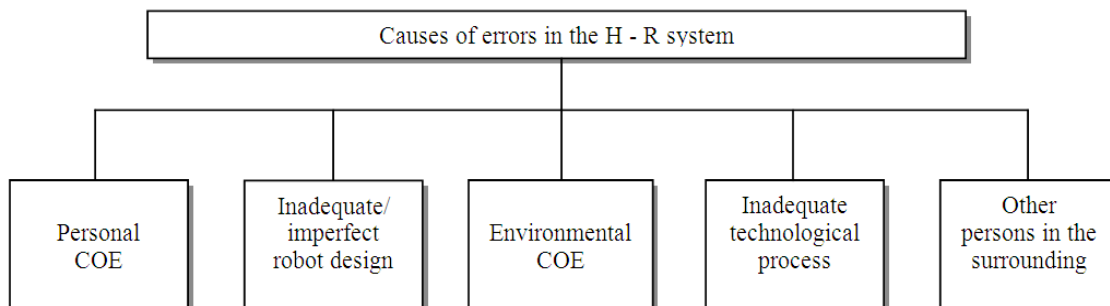 Causes of errors in the H - R system
Personal
COE
Inadequate/
imperfect
robot design
Environmental
COE
Inadequate
technological
process
Other
persons in the
surrounding